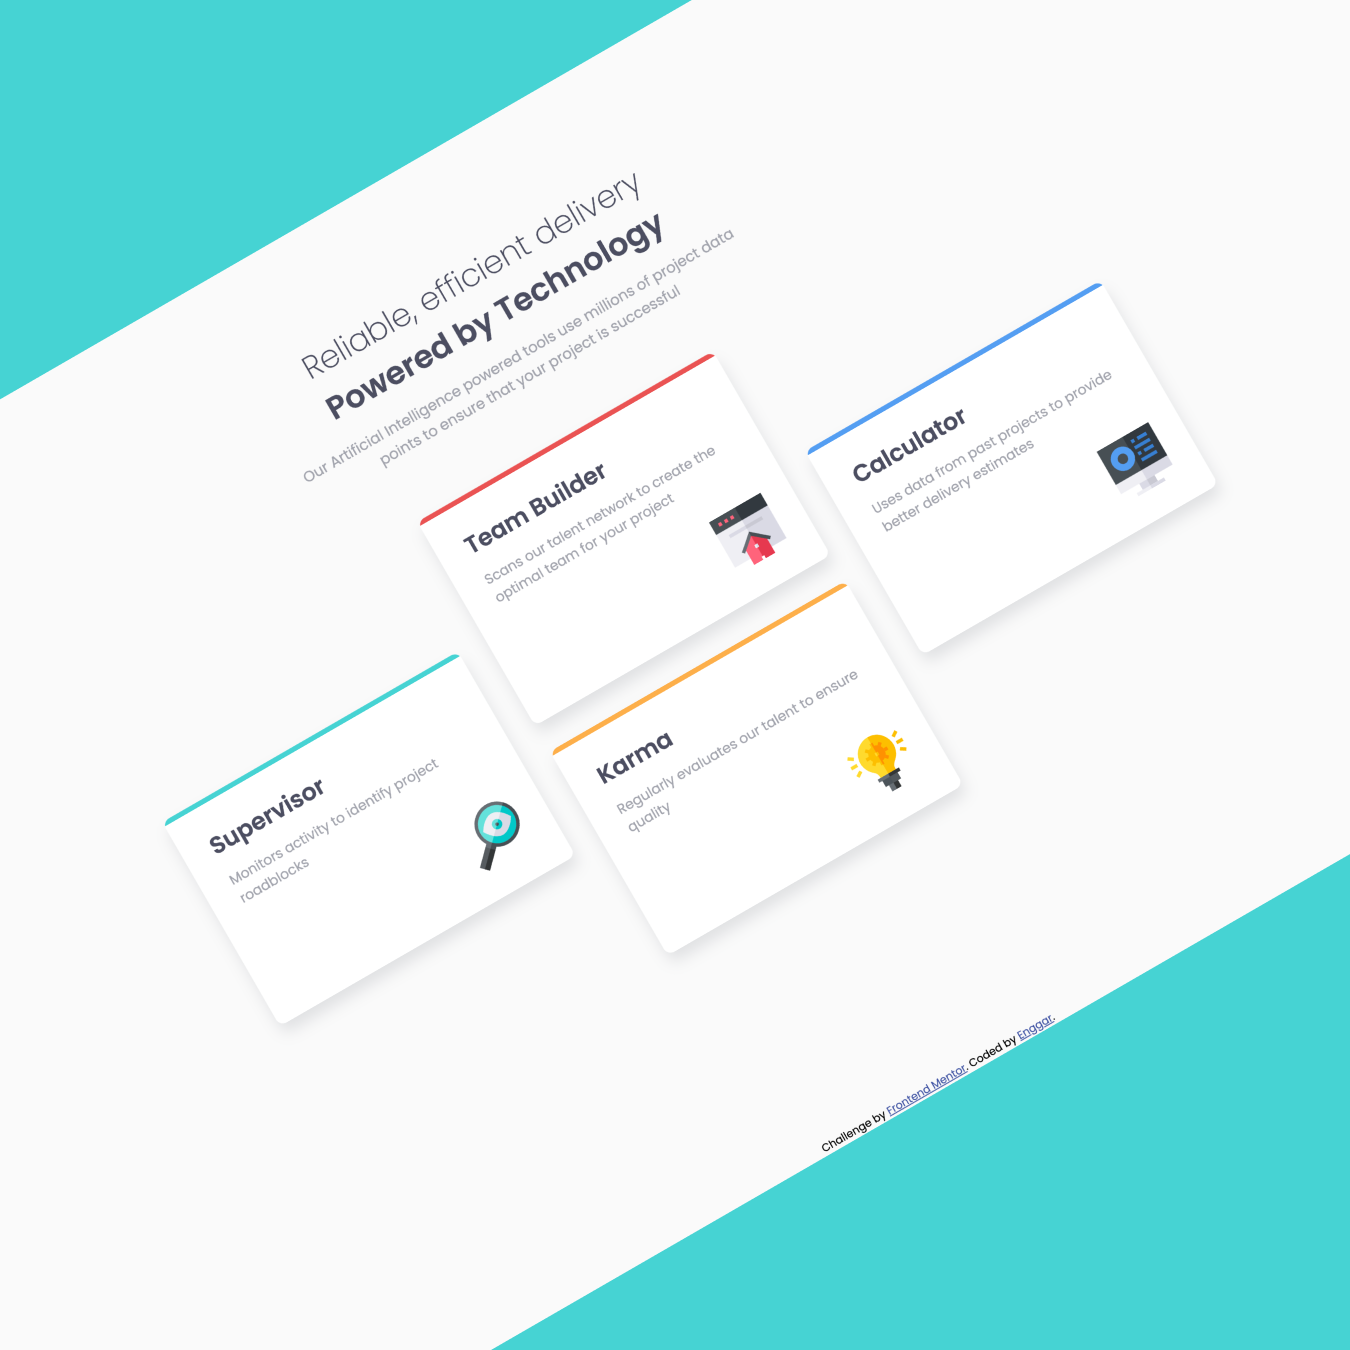 Reliable, efficient delivery
Powered by Technology
Our Artificial Intelligence powered tools use millions of project data
points to ensure that your project is successful
Supervisor
Monitors activity to identify project
roadblocks
Team Builder
Scans our talent network to create the
optimal team for your project
Karma
Regularly evaluates our talent to ensure
quality
Calculator
Uses data from past projects to provide
better delivery estimates
Challenge by Frontend Mentor. Coded by Enggar.